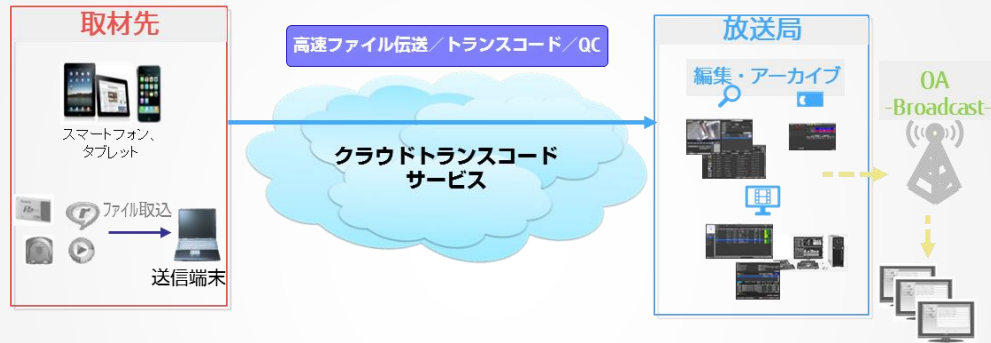 取材先
スマートフォン、
タブレット
ファイル取込
送信端末
高速ファイル伝送／トランスコード／QC
クラウドトランスコード
サービス
放送局
編集・アーカイブ
OA
-Broadcast-